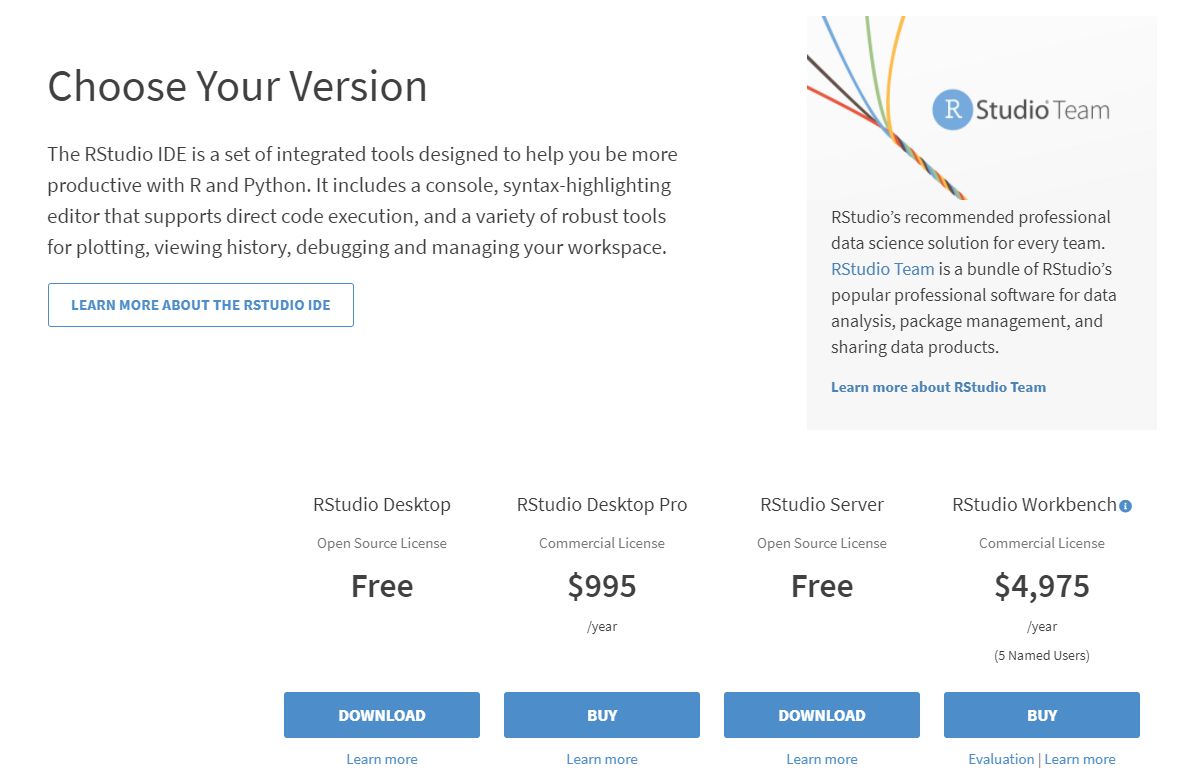 Choose Your Version
The RStudio IDE is a set of integrated tools designed to help you be more
productive with R and Python. It includes a console, syntax-highlighting
editor that supports direct code execution, and a variety of robust tools
for plotting, viewing history, debugging and managing your workspace.
LEARN MORE ABOUT THE RSTUDIO IDE
R Studio® Team
RStudio’s recommended professional
data science solution for every team.
RStudio Team is a bundle of RStudio’s
popular professional software for data
analysis, package management, and
sharing data products.
Learn more about RStudio Team
RStudio Desktop
Open Source License
Free
DOWNLOAD
Learn more
RStudio Desktop Pro
Commercial License
$995
/year
BUY
Learn more
RStudio Server
Open Source License
Free
DOWNLOAD
Learn more
RStudio Workbench
Commercial License
$4,975
/year
(5 Named Users)
BUY
Evaluation | Learn more